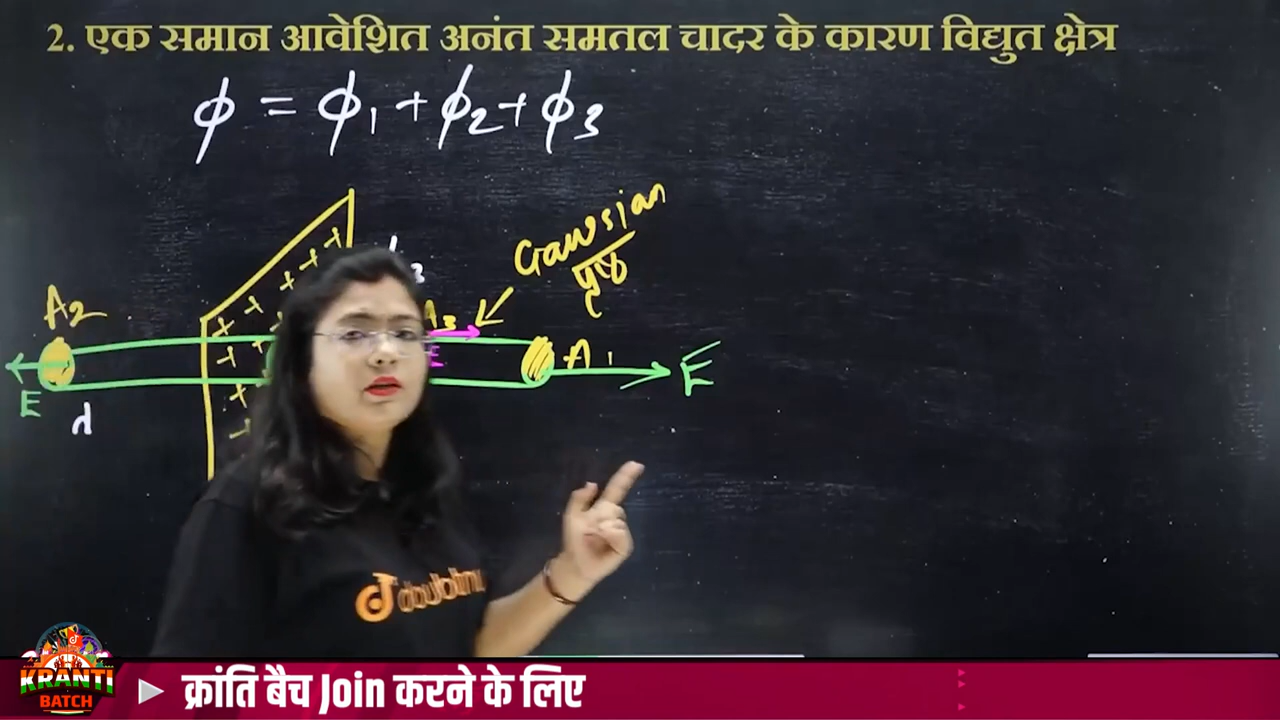 2. एक समान आवेशित अनंत समतल चादर के कारण विद्युत क्षेत्र
ϕ = ϕ₁ + ϕ₂ + ϕ₃
Gaussian
पृष्ठ
A₂
A₃
A₁
E
E
E
doubtnu
KRANTI
BATCH
क्रांति बैच Join करने के लिए